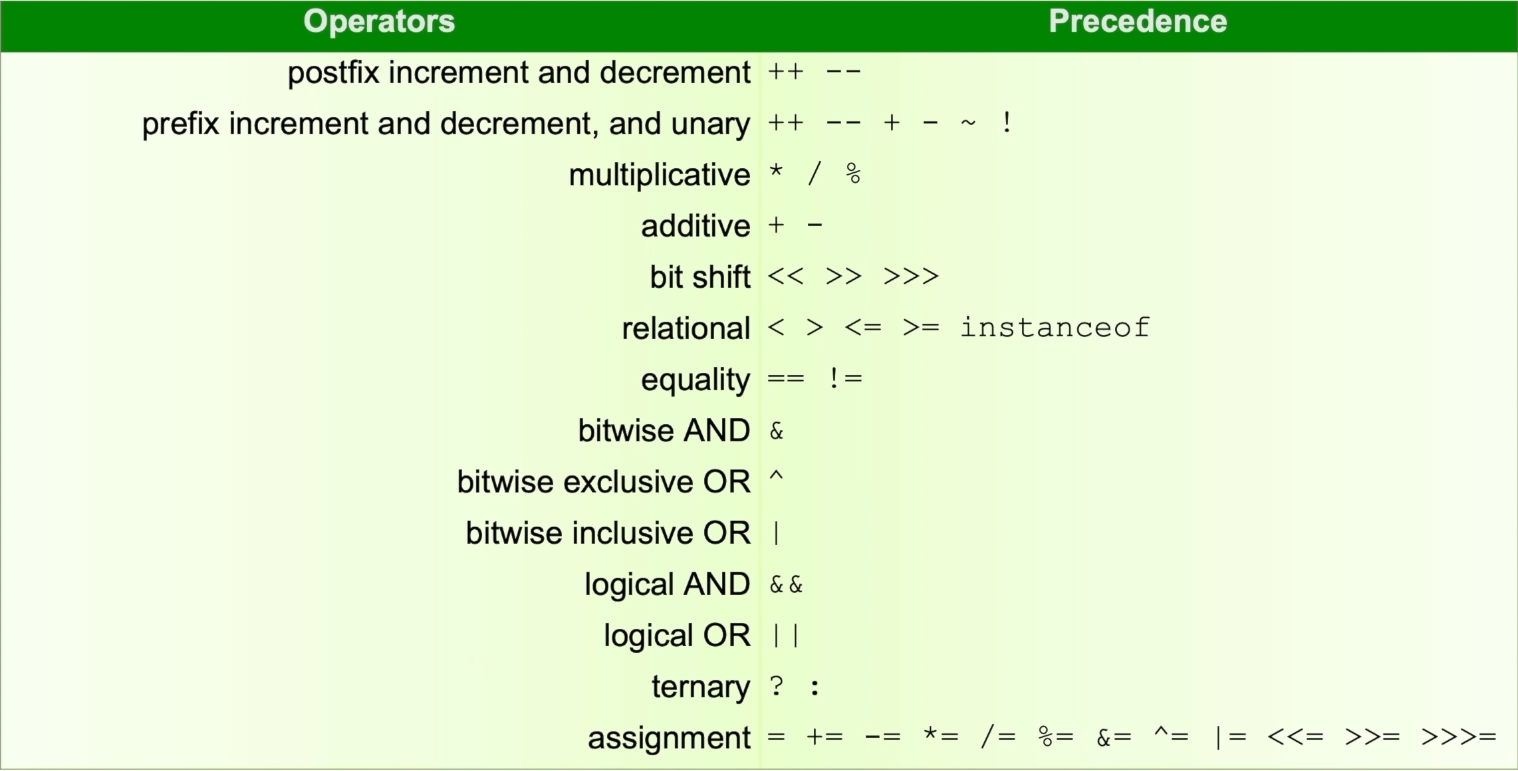 Operators Precedence
postfix increment and decrement ++ --
prefix increment and decrement, and unary ++ -- + - ~ !
multiplicative * / %
additive + -
bit shift << >> >>>
relational < > <= >= instanceof
equality == !=
bitwise AND &
bitwise exclusive OR ^
bitwise inclusive OR |
logical AND &&
logical OR ||
ternary ? :
assignment = += -= *= /= %= &= ^= |= <<= >>= >>>=